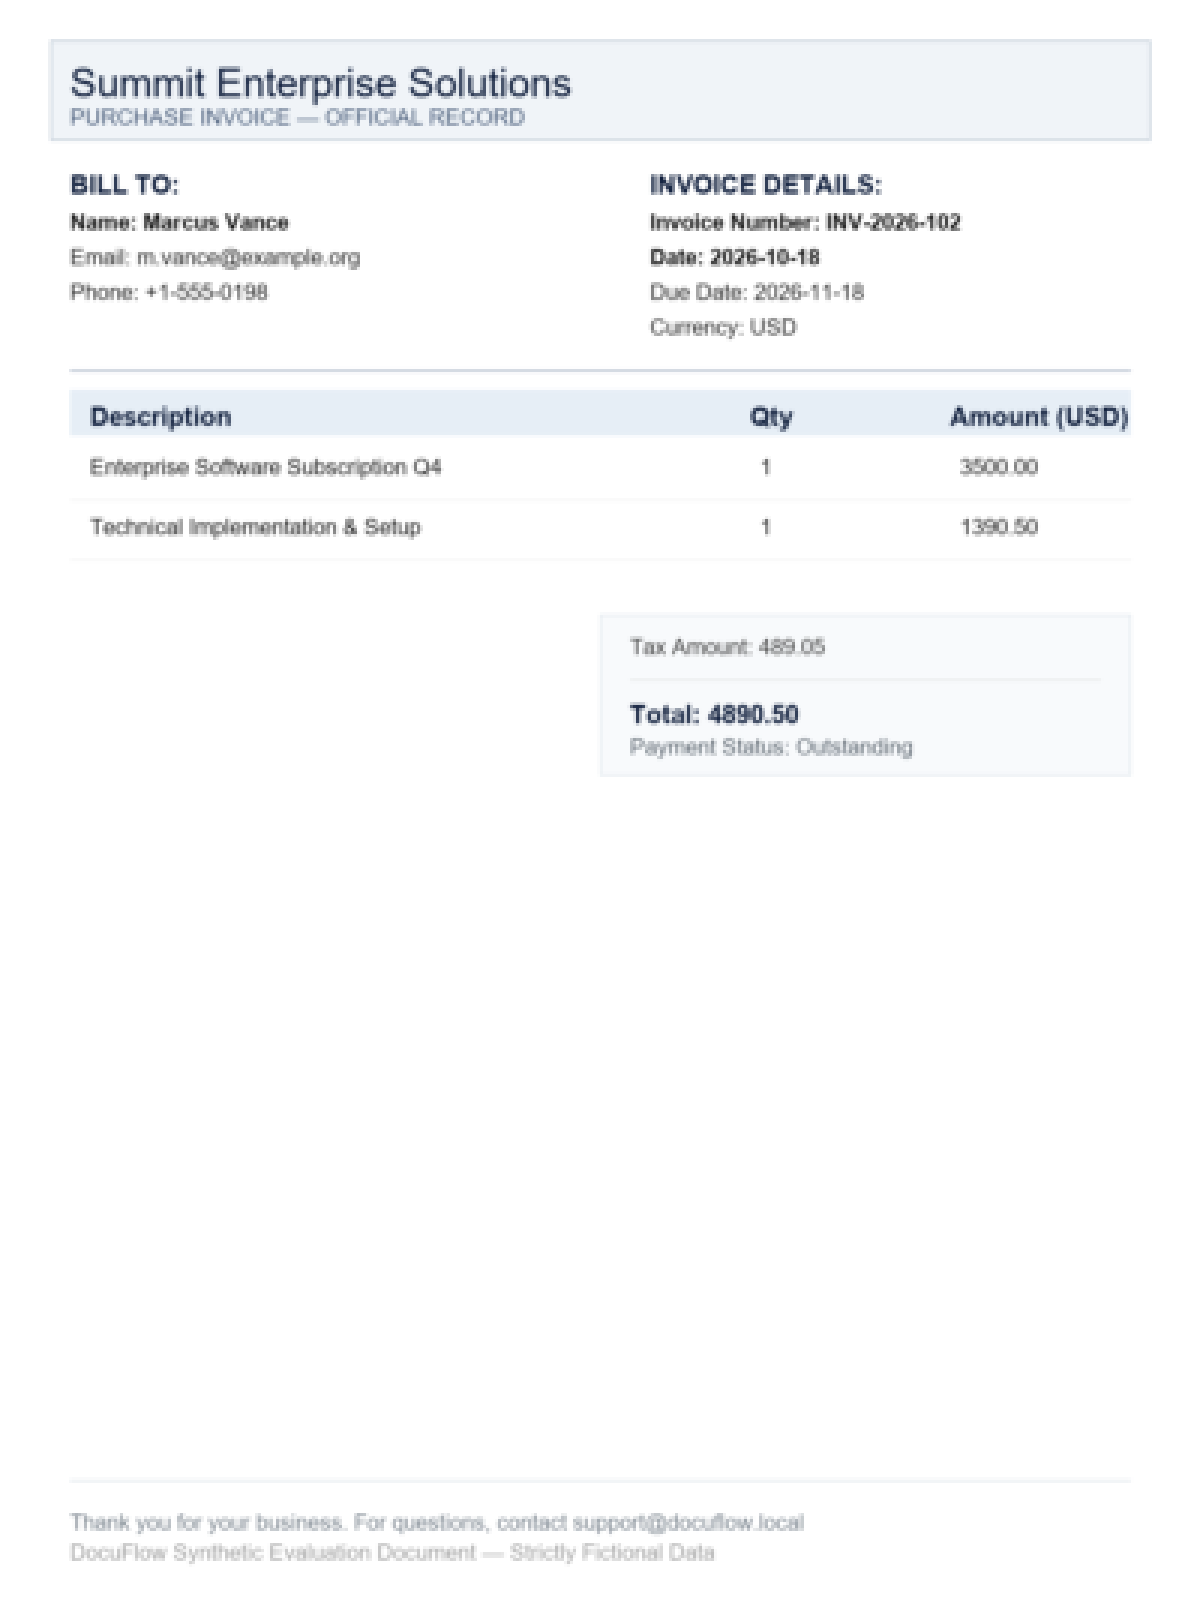 Summit Enterprise Solutions
PURCHASE INVOICE — OFFICIAL RECORD
BILL TO:
Name: Marcus Vance
Email: m.vance@example.org
Phone: +1-555-0198
INVOICE DETAILS:
Invoice Number: INV-2026-102
Date: 2026-10-18
Due Date: 2026-11-18
Currency: USD
Description Qty Amount (USD)
Enterprise Software Subscription Q4 1 3500.00
Technical Implementation & Setup 1 1390.50
Tax Amount: 489.05
Total: 4890.50
Payment Status: Outstanding
Thank you for your business. For questions, contact support@docuflow.local
DocuFlow Synthetic Evaluation Document — Strictly Fictional Data